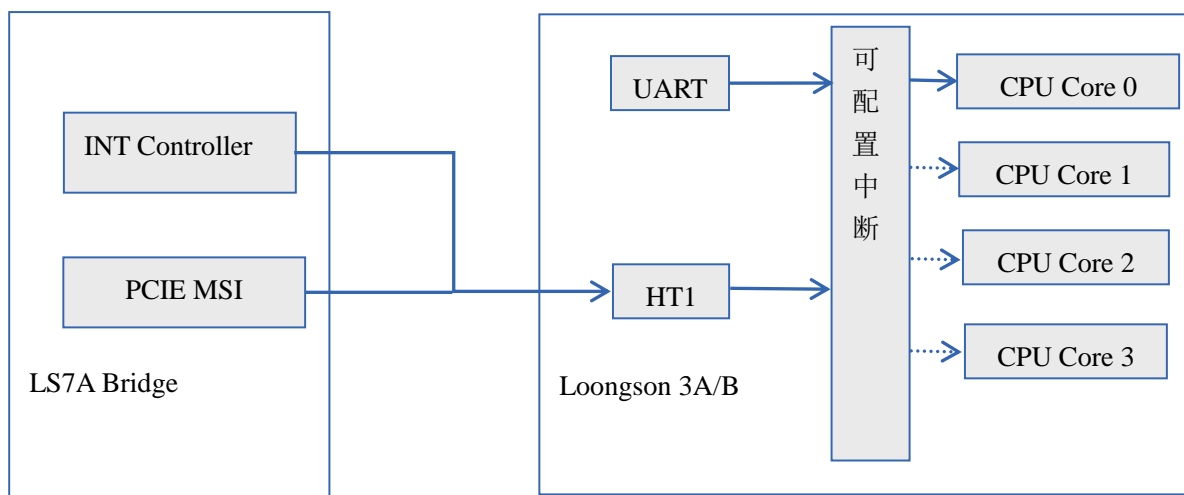 INT Controller
PCIE MSI
LS7A Bridge
UART
HT1
Loongson 3A/B
可
配
置
中
断
CPU Core 0
CPU Core 1
CPU Core 2
CPU Core 3